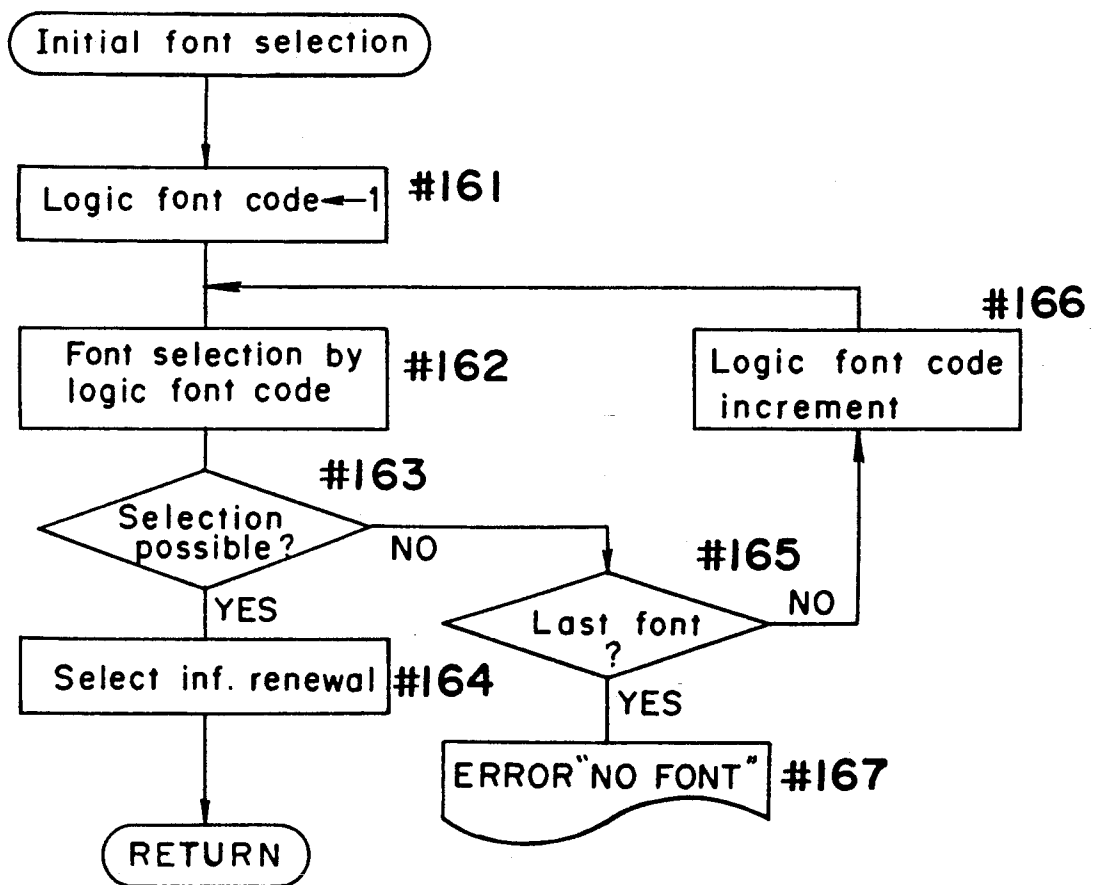 Initial font selection
Logic font code←1
#161
#166
Font selection by
logic font code
#162
Logic font code
increment
#163
Selection
possible?
NO
#165
YES
Last font
?
NO
Select inf. renewal
#164
YES
ERROR "NO FONT"
#167
RETURN